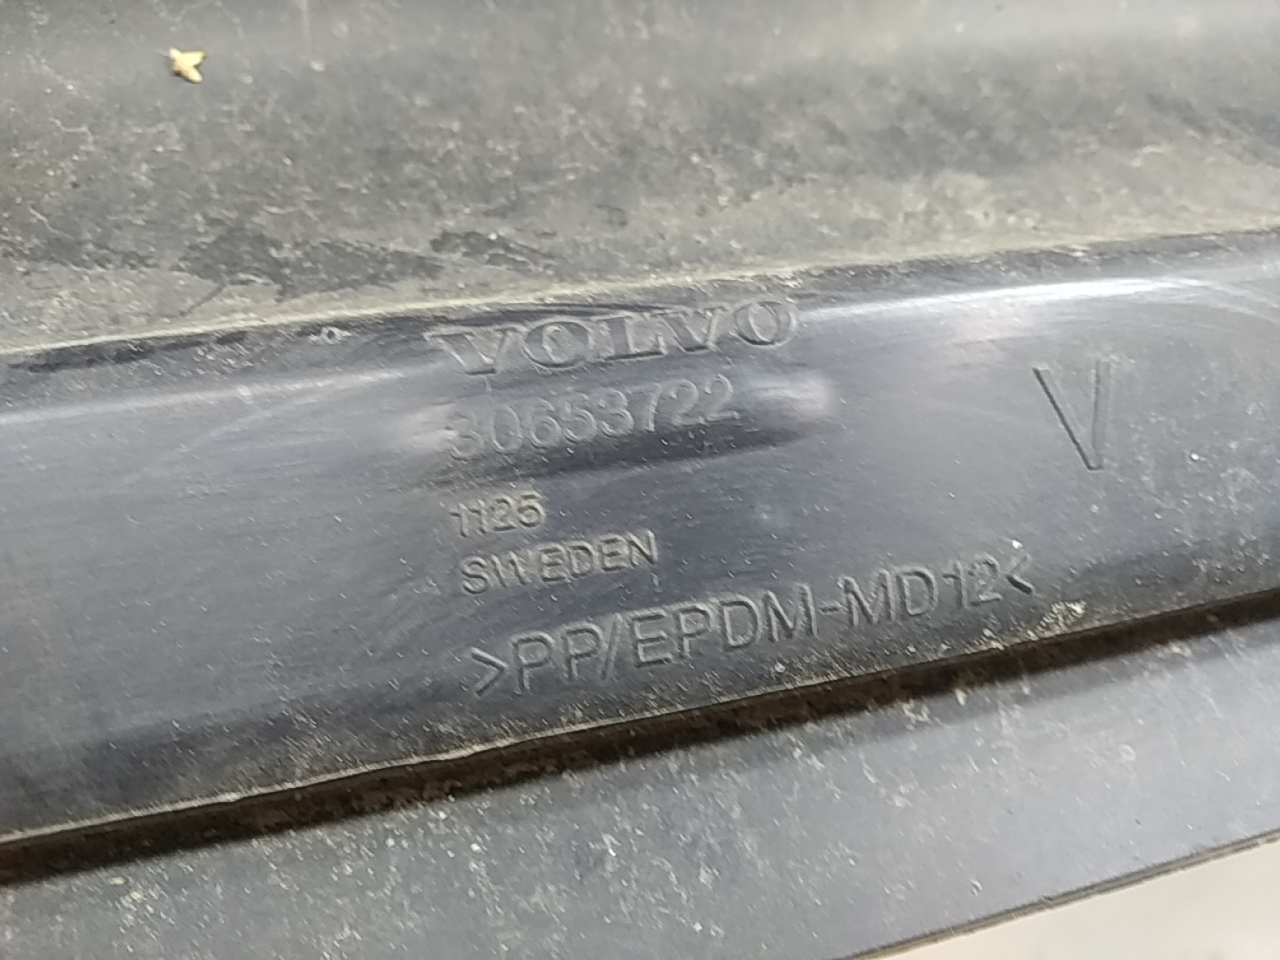 VOLVO
30653722
V
1125
SWEDEN
>PP/EPDM-MD12<